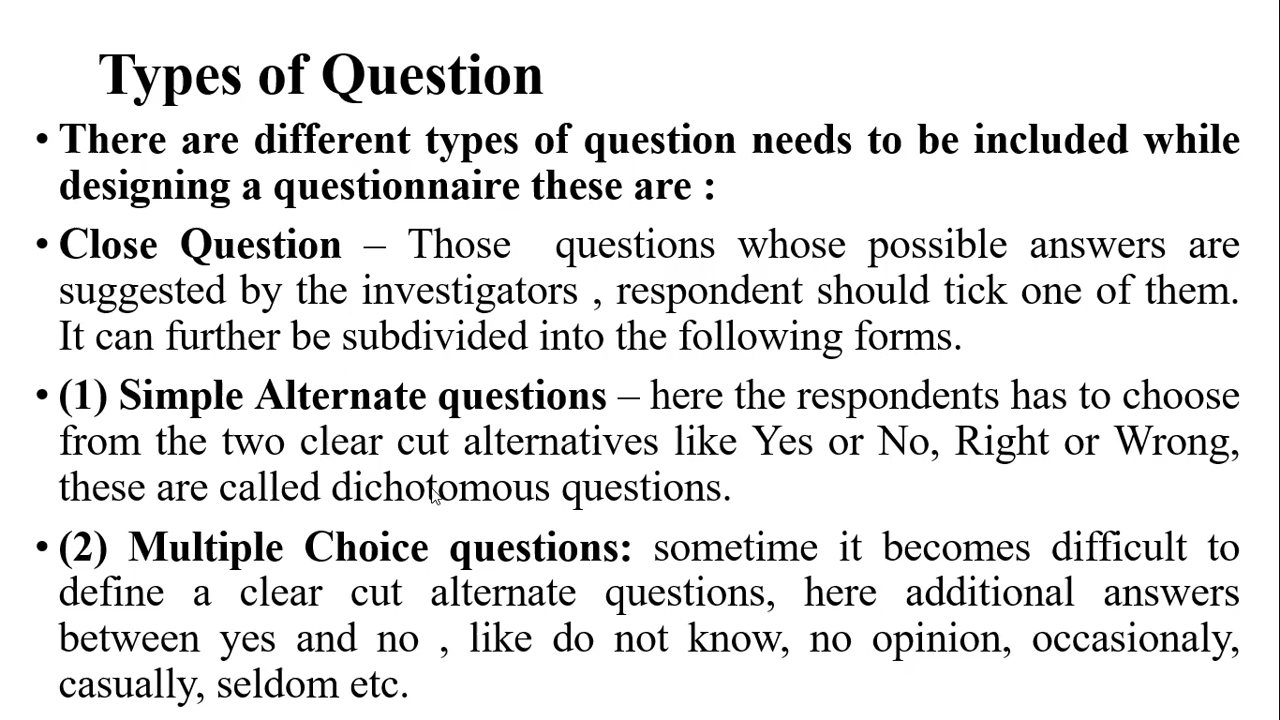 Types of Question
• There are different types of question needs to be included while
designing a questionnaire these are :
• Close Question – Those questions whose possible answers are
suggested by the investigators , respondent should tick one of them.
It can further be subdivided into the following forms.
• (1) Simple Alternate questions – here the respondents has to choose
from the two clear cut alternatives like Yes or No, Right or Wrong,
these are called dichotomous questions.
• (2) Multiple Choice questions: sometime it becomes difficult to
define a clear cut alternate questions, here additional answers
between yes and no , like do not know, no opinion, occasionaly,
casually, seldom etc.